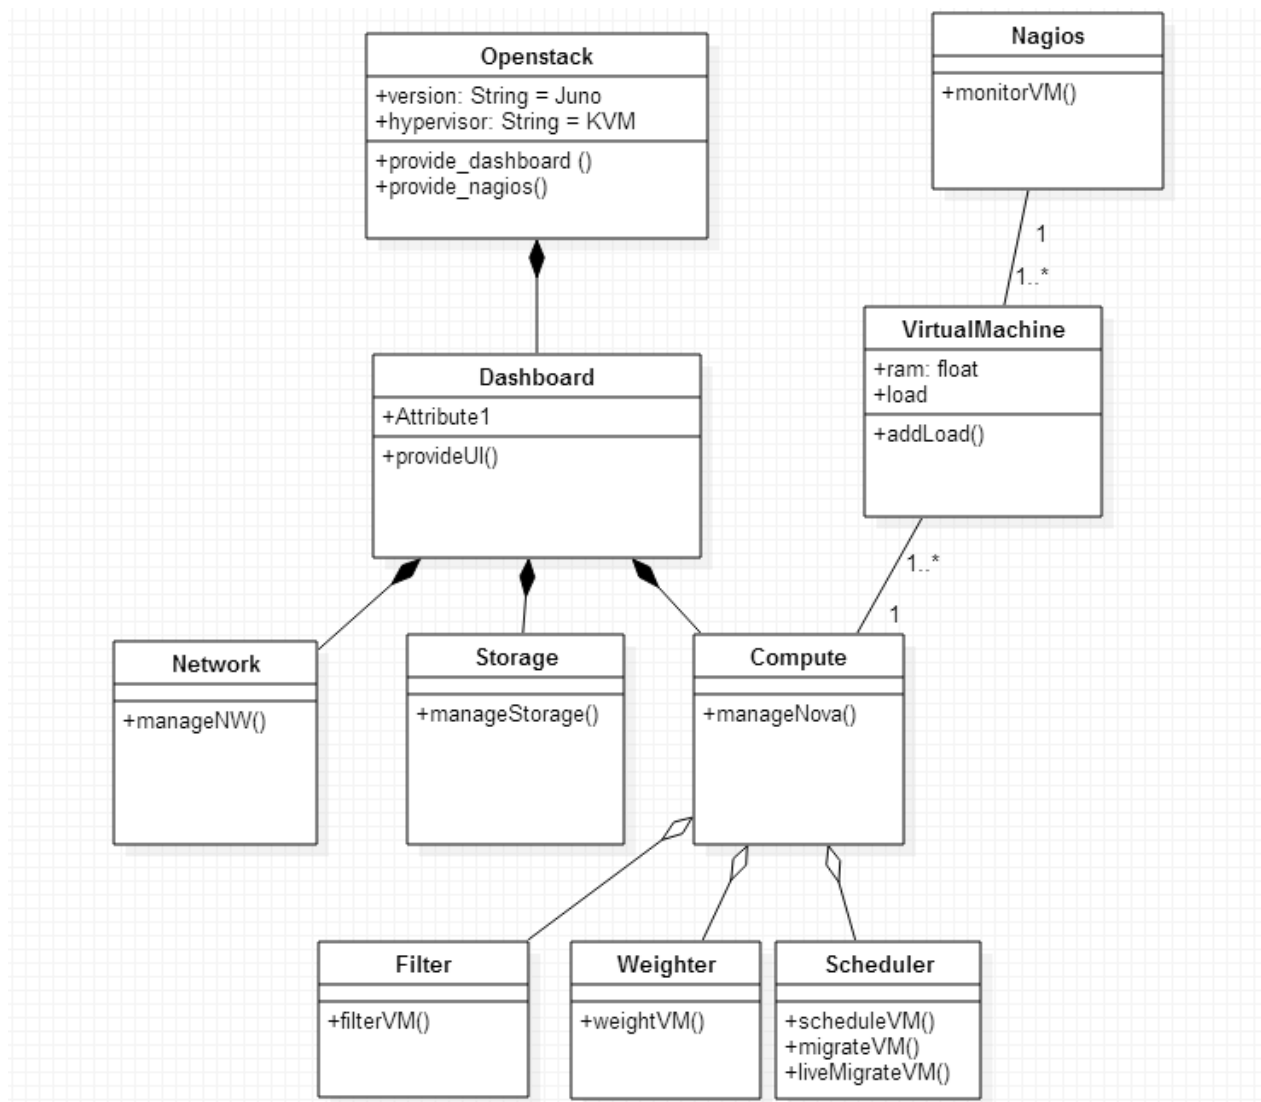 Openstack
+version: String = Juno
+hypervisor: String = KVM
+provide_dashboard ()
+provide_nagios()
Nagios
+monitorVM()
1
1..*
VirtualMachine
+ram: float
+load
+addLoad()
1..*
1
Dashboard
+Attribute1
+provideUI()
Network
+manageNW()
Storage
+manageStorage()
Compute
+manageNova()
Filter
+filterVM()
Weighter
+weightVM()
Scheduler
+scheduleVM()
+migrateVM()
+liveMigrateVM()